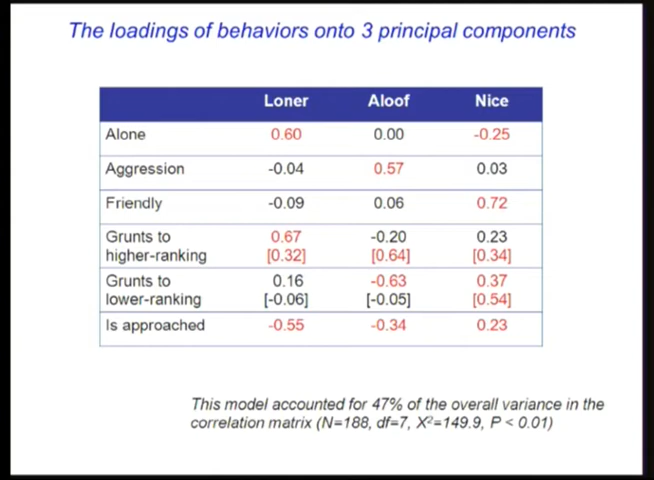 The loadings of behaviors onto 3 principal components
Loner Aloof Nice
Alone 0.60 0.00 -0.25
Aggression -0.04 0.57 0.03
Friendly -0.09 0.06 0.72
Grunts to 0.67 -0.20 0.23
higher-ranking [0.32] [0.64] [0.34]
Grunts to 0.16 -0.63 0.37
lower-ranking [-0.06] [-0.05] [0.54]
Is approached -0.55 -0.34 0.23
This model accounted for 47% of the overall variance in the
correlation matrix (N=188, df=7, X²=149.9, P < 0.01)